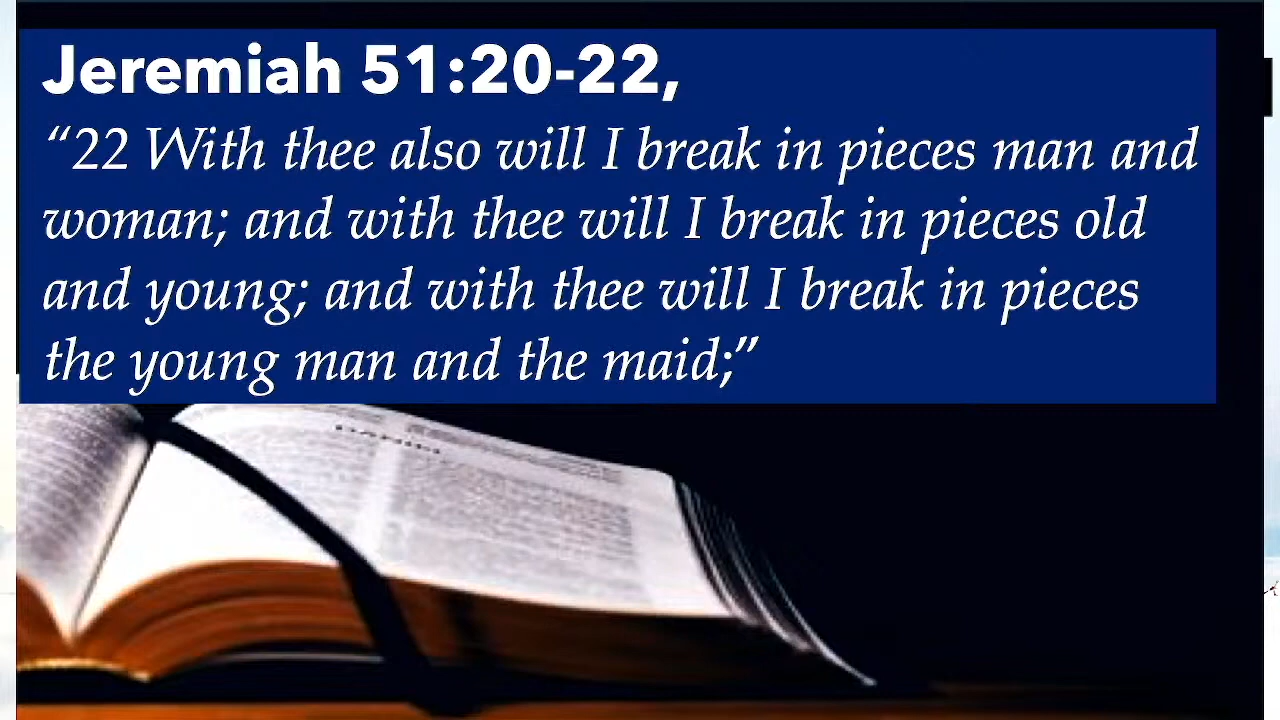 Jeremiah 51:20-22,
“22 With thee also will I break in pieces man and
woman; and with thee will I break in pieces old
and young; and with thee will I break in pieces
the young man and the maid;”
DANIEL